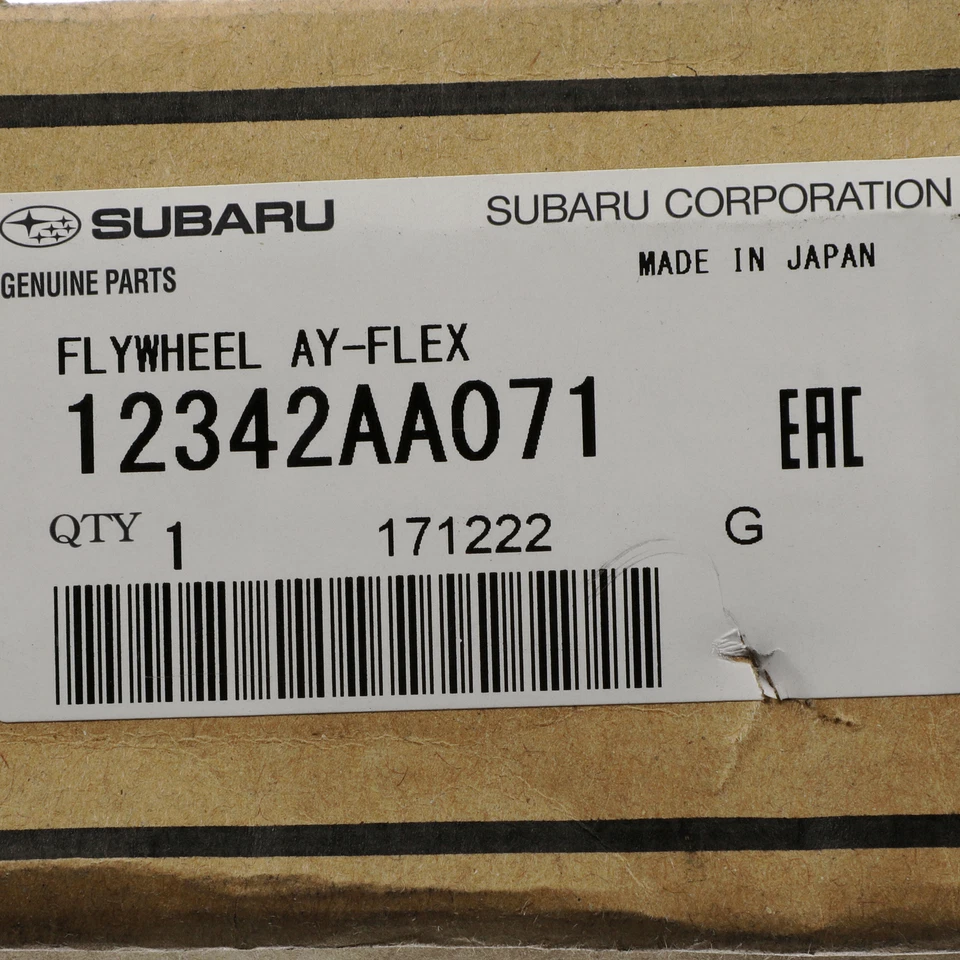 SUBARU
SUBARU CORPORATION
GENUINE PARTS
MADE IN JAPAN
FLYWHEEL AY-FLEX
12342AA071
EAC
QTY 1 171222 G